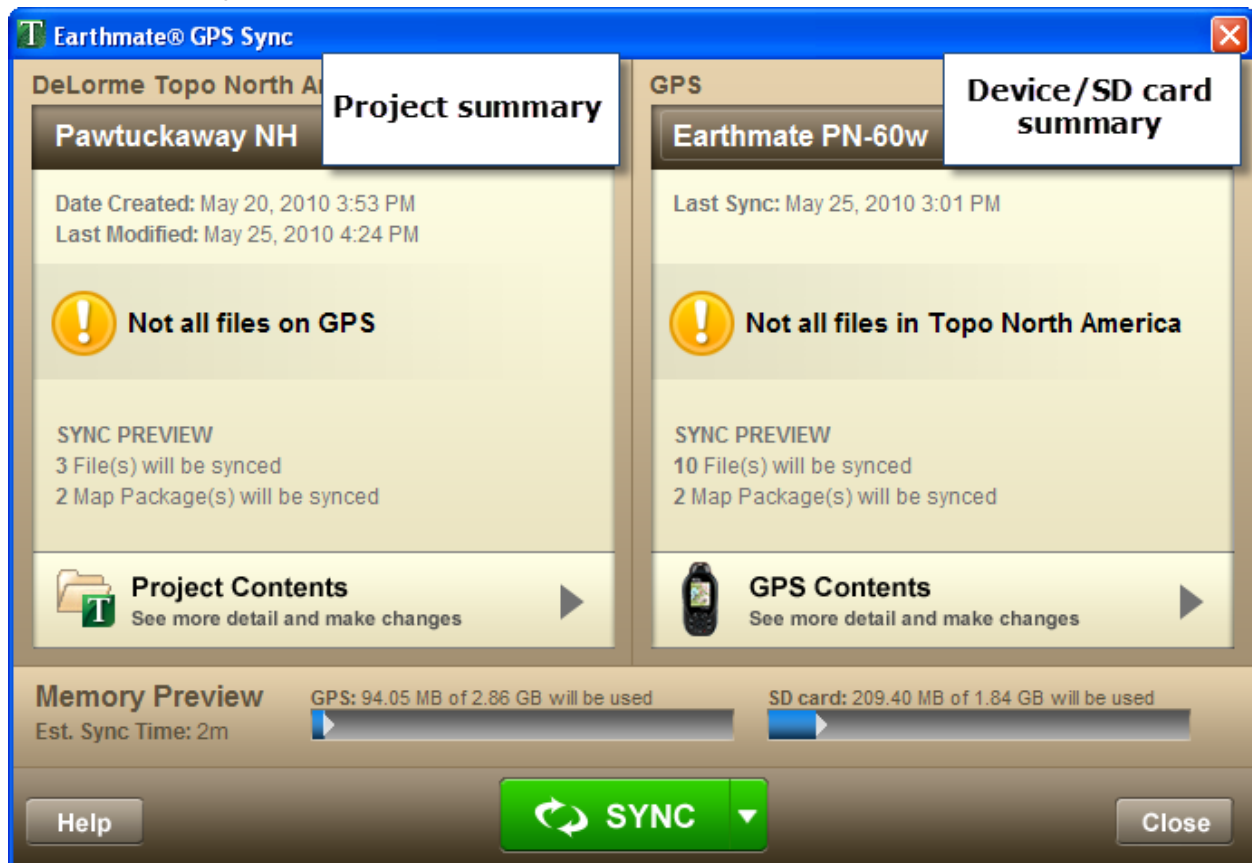 T Earthmate® GPS Sync
DeLorme Topo North A
Project summary
GPS
Device/SD card
summary
Pawtuckaway NH
Date Created: May 20, 2010 3:53 PM
Last Modified: May 25, 2010 4:24 PM
Not all files on GPS
SYNC PREVIEW
3 File(s) will be synced
2 Map Package(s) will be synced
T Project Contents
See more detail and make changes
Earthmate PN-60w
Last Sync: May 25, 2010 3:01 PM
Not all files in Topo North America
SYNC PREVIEW
10 File(s) will be synced
2 Map Package(s) will be synced
GPS Contents
See more detail and make changes
Memory Preview
Est. Sync Time: 2m
GPS: 94.05 MB of 2.86 GB will be used
SD card: 209.40 MB of 1.84 GB will be used
Help
SYNC
Close